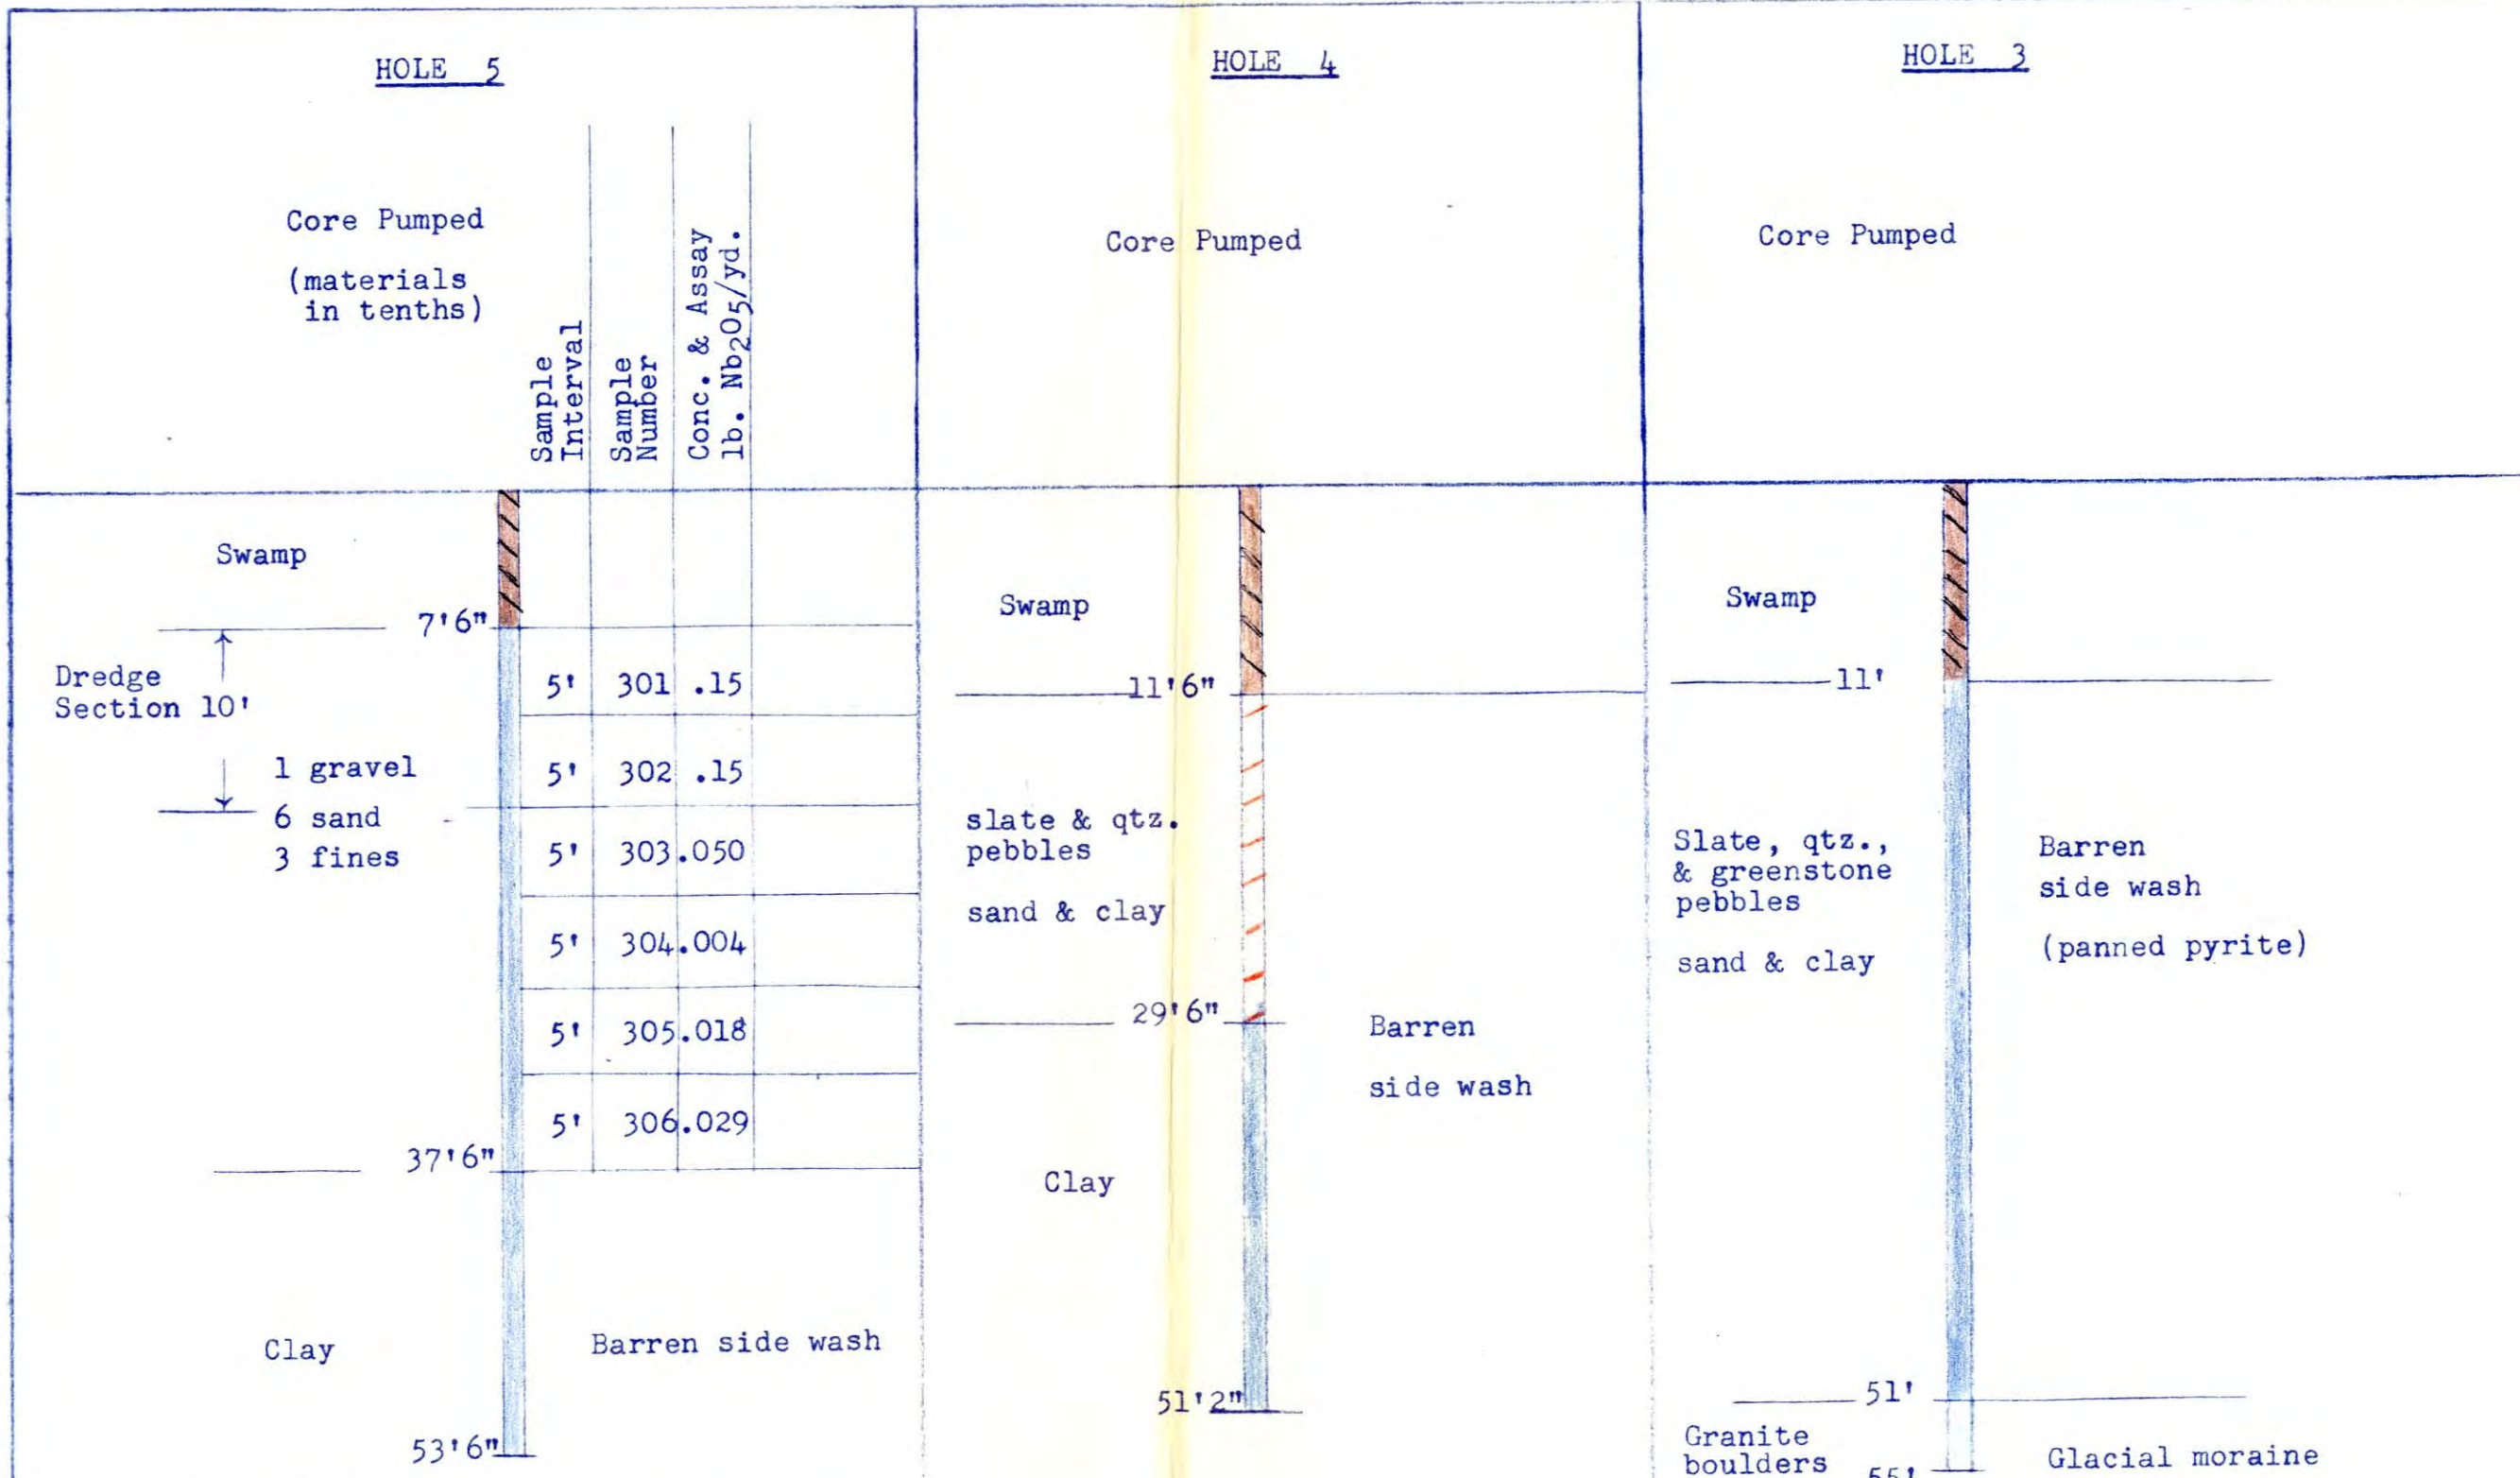 HOLE 5
Core Pumped
(materials
in tenths)
Sample
Interval
Sample
Number
Conc. & Assay
lb. Nb2O5/yd.
Swamp
7'6"
Dredge
Section 10'
1 gravel
6 sand
3 fines
5' 301 .15
5' 302 .15
5' 303 .050
5' 304 .004
5' 305 .018
5' 306 .029
37'6"
Clay
Barren side wash
53'6"
HOLE 4
Core Pumped
Swamp
11'6"
slate & qtz.
pebbles
sand & clay
29'6"
Barren
side wash
Clay
51'2"
HOLE 3
Core Pumped
Swamp
11'
Slate, qtz.,
& greenstone
pebbles
sand & clay
Barren
side wash
(panned pyrite)
51'
Granite
boulders
55'
Glacial moraine